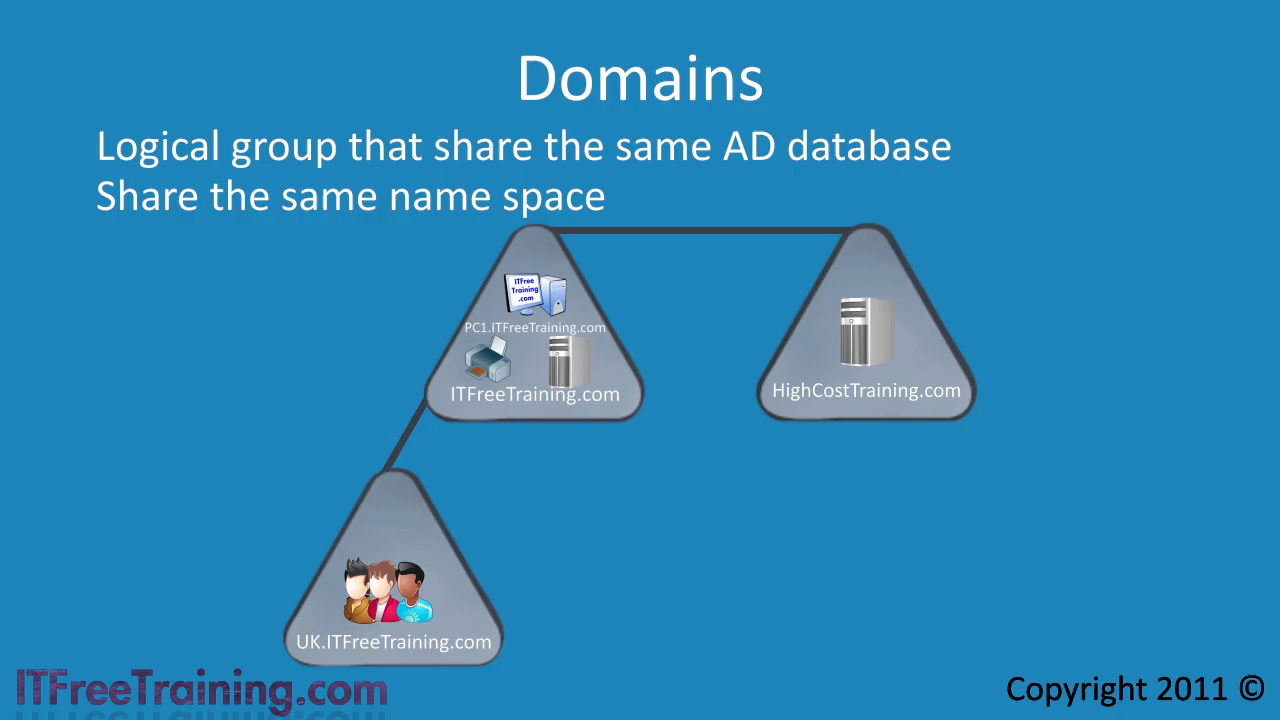 Domains
Logical group that share the same AD database
Share the same name space
ITFree
Training
.com
PC1.ITFreeTraining.com
ITFreeTraining.com
HighCostTraining.com
UK.ITFreeTraining.com
ITFreeTraining.com
Copyright 2011 ©